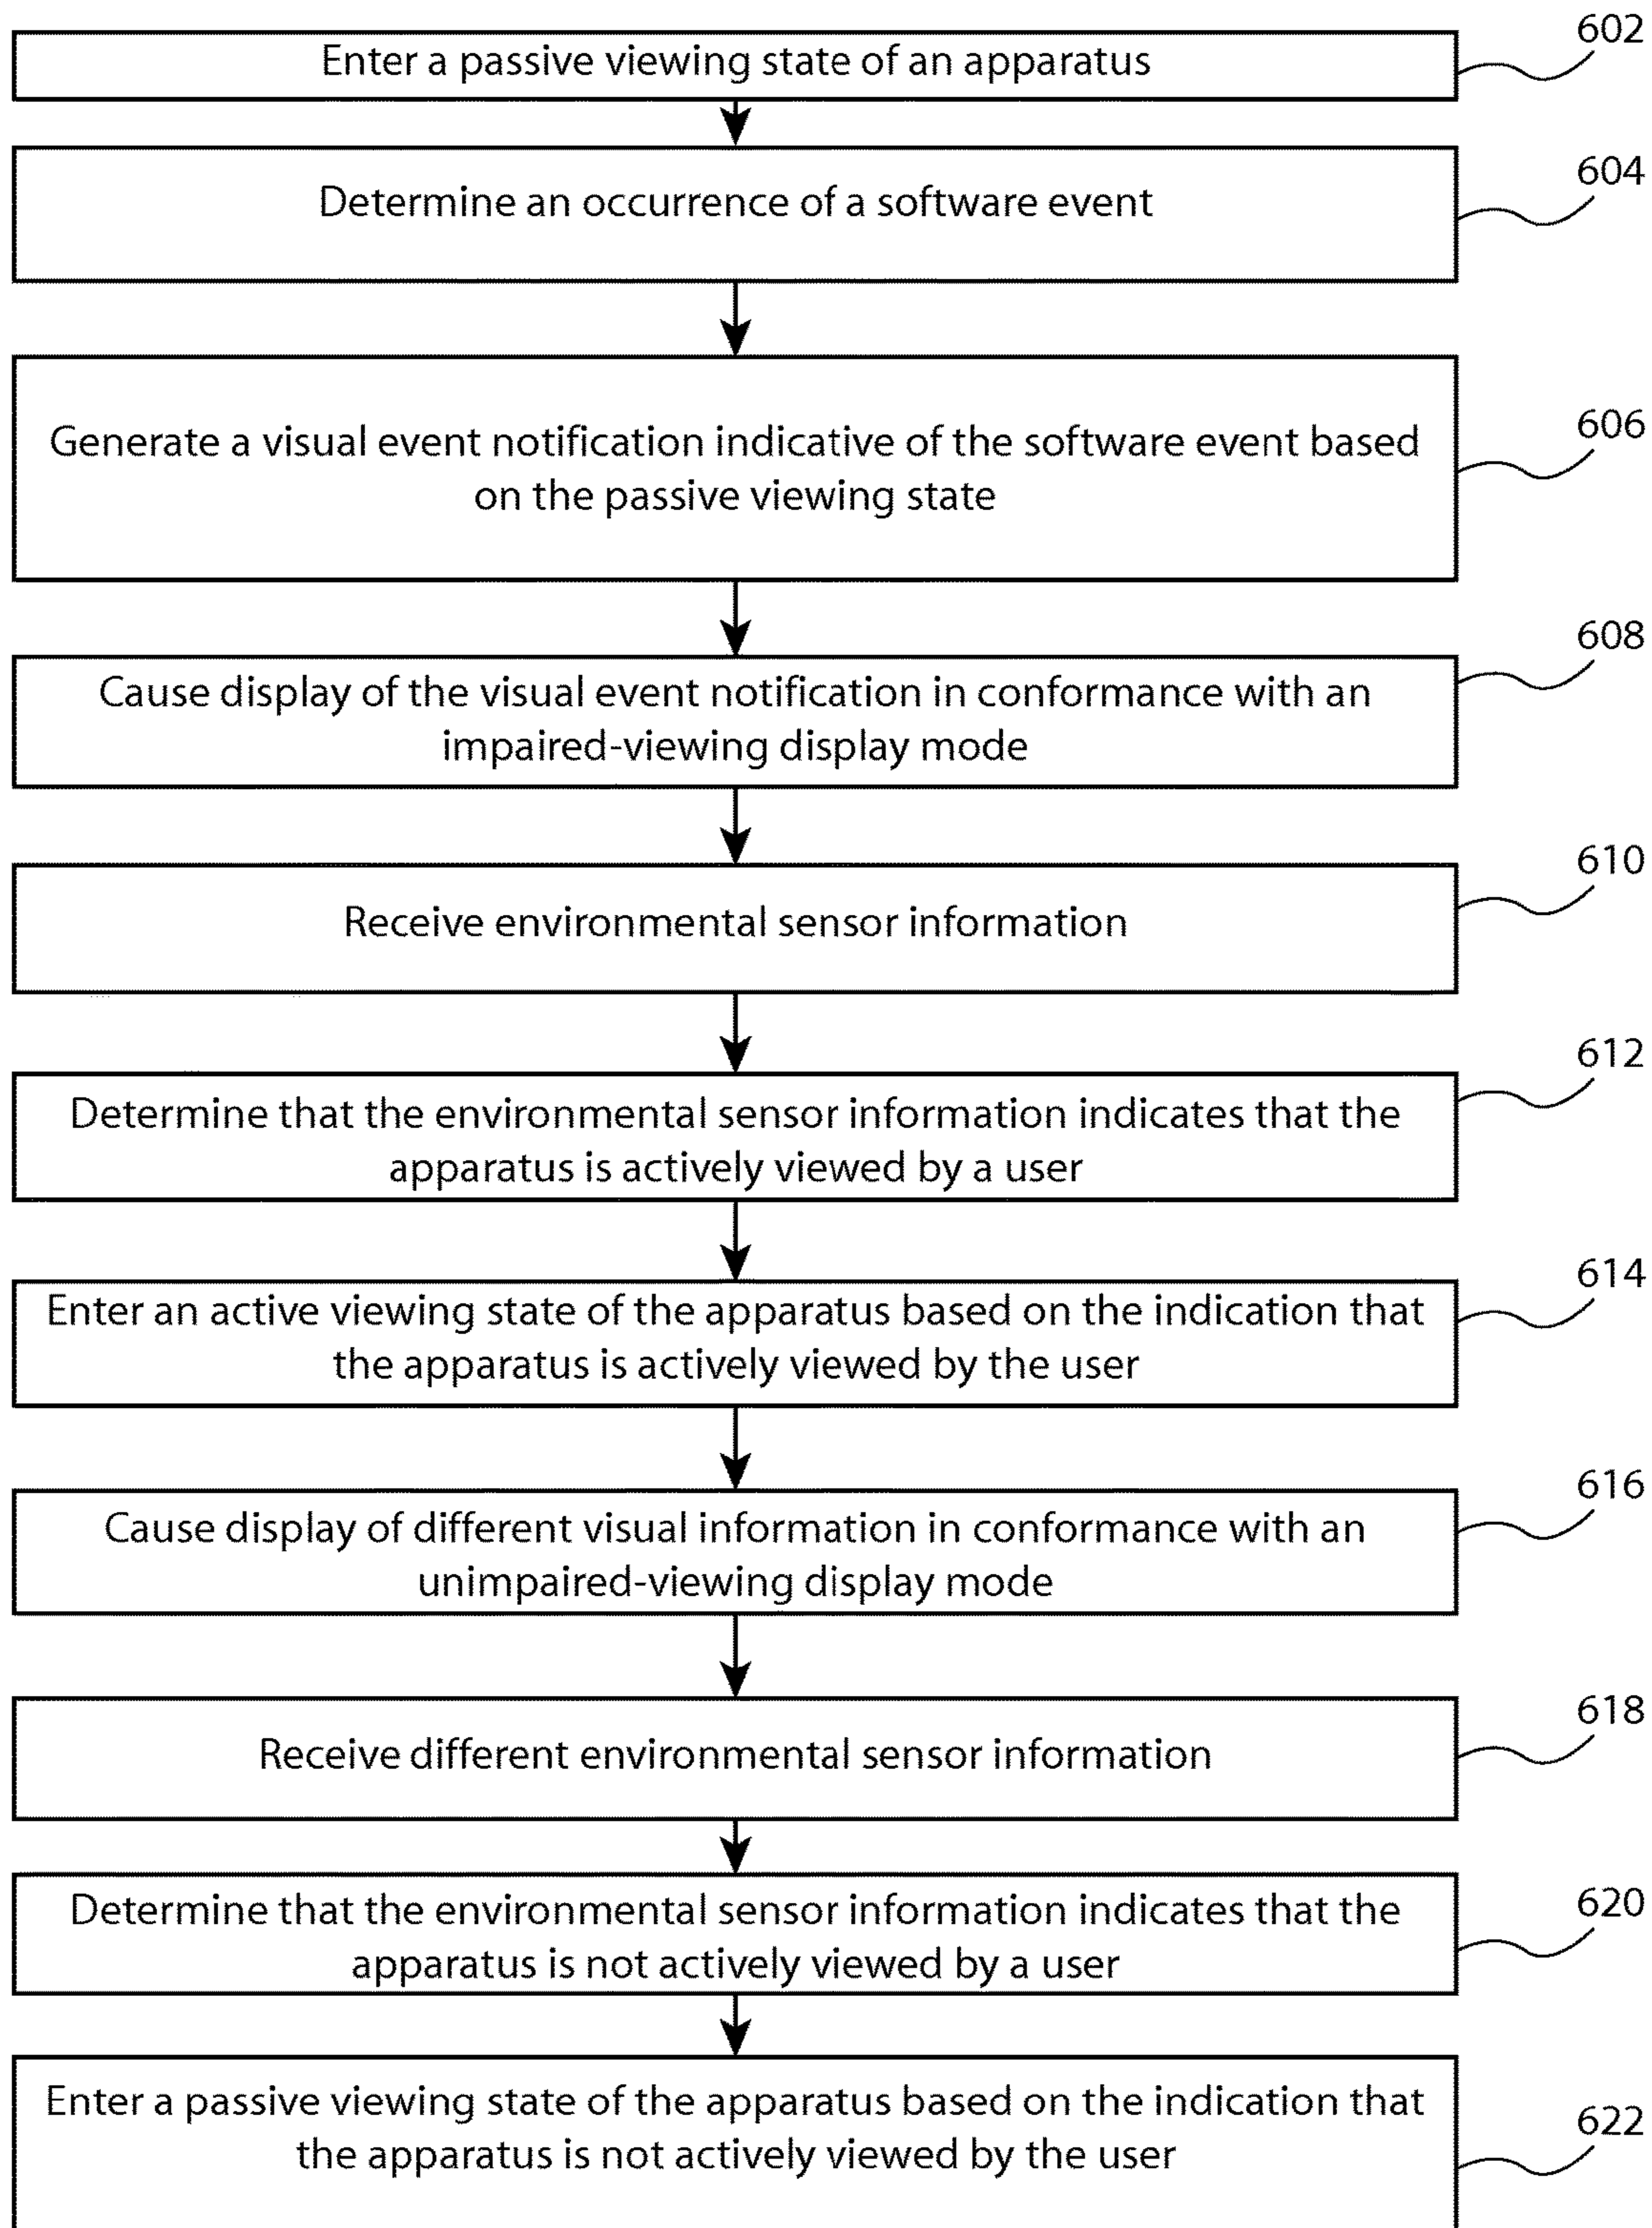 602
Enter a passive viewing state of an apparatus
604
Determine an occurrence of a software event
606
Generate a visual event notification indicative of the software event based
on the passive viewing state
608
Cause display of the visual event notification in conformance with an
impaired-viewing display mode
610
Receive environmental sensor information
612
Determine that the environmental sensor information indicates that the
apparatus is actively viewed by a user
614
Enter an active viewing state of the apparatus based on the indication that
the apparatus is actively viewed by the user
616
Cause display of different visual information in conformance with an
unimpaired-viewing display mode
618
Receive different environmental sensor information
620
Determine that the environmental sensor information indicates that the
apparatus is not actively viewed by a user
622
Enter a passive viewing state of the apparatus based on the indication that
the apparatus is not actively viewed by the user